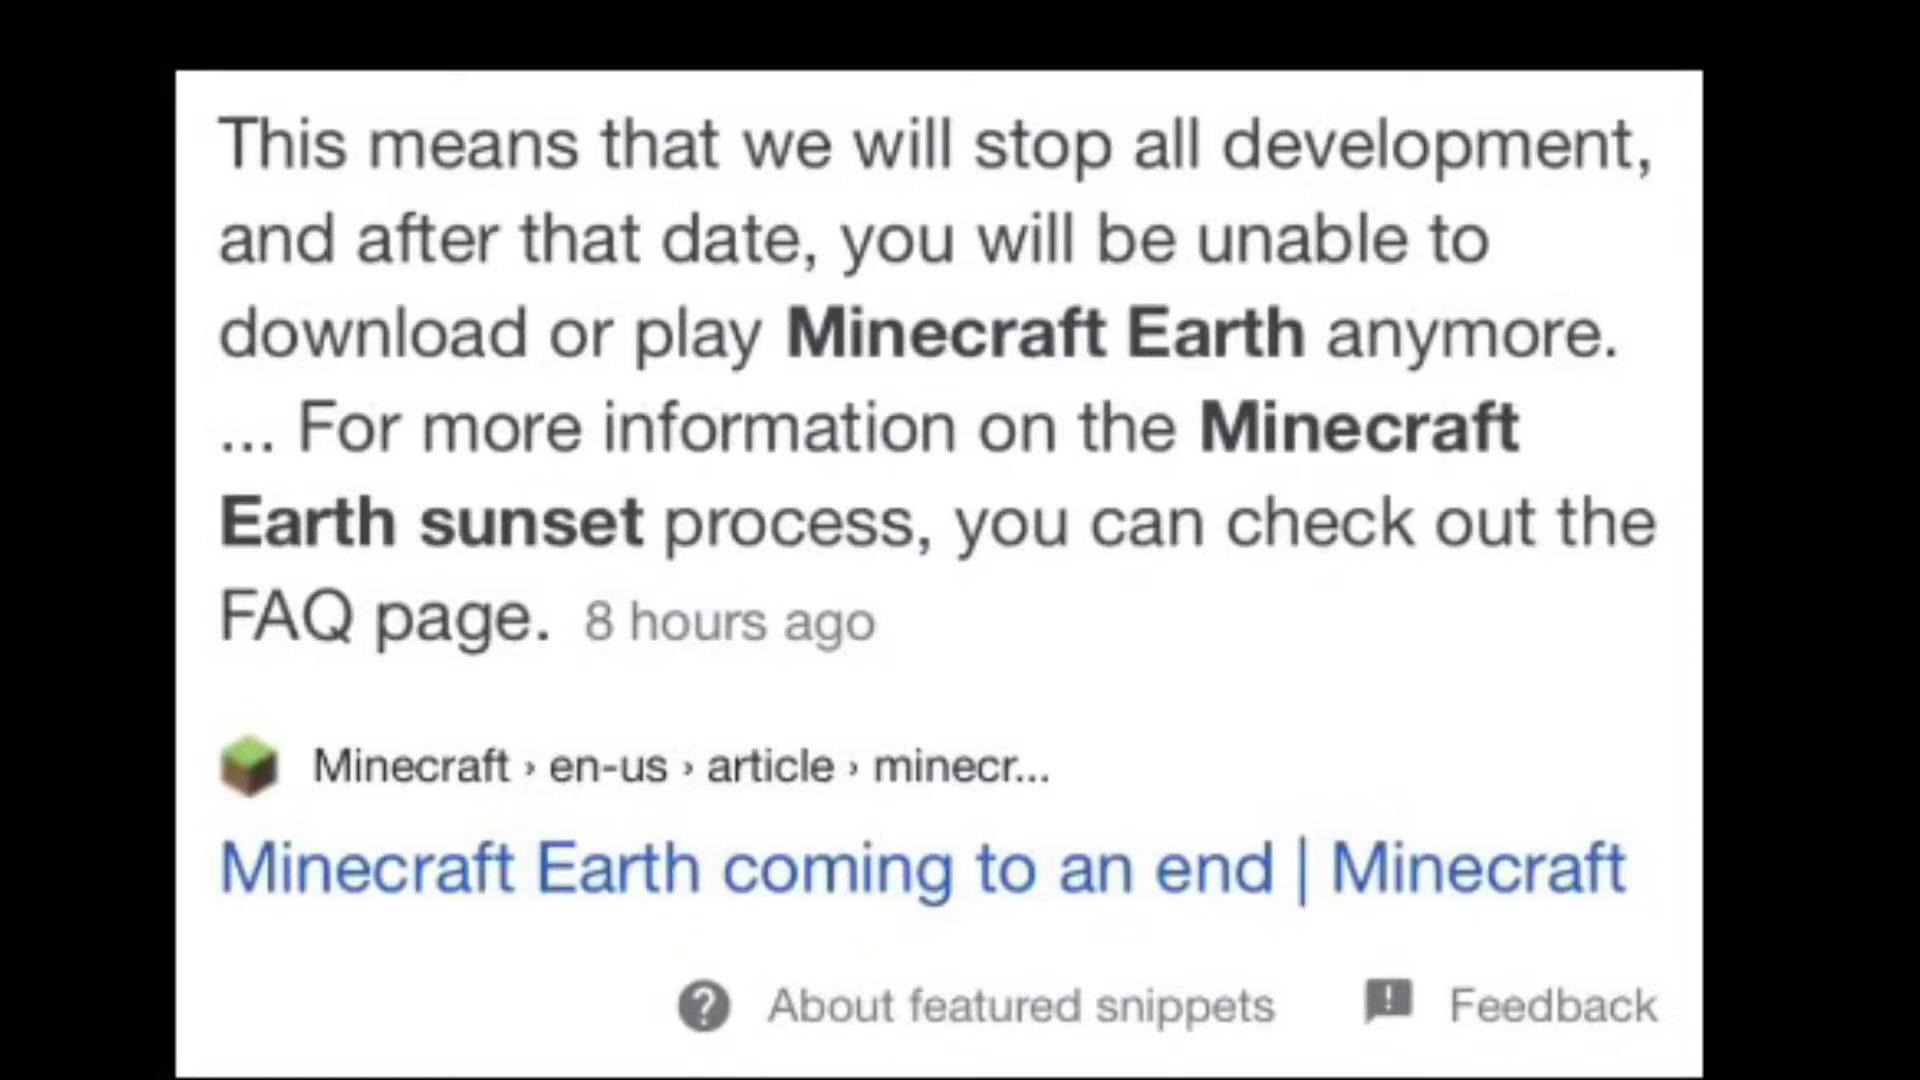 This means that we will stop all development,
and after that date, you will be unable to
download or play Minecraft Earth anymore.
... For more information on the Minecraft
Earth sunset process, you can check out the
FAQ page. 8 hours ago
Minecraft › en-us › article › minecr...
Minecraft Earth coming to an end | Minecraft
About featured snippets Feedback